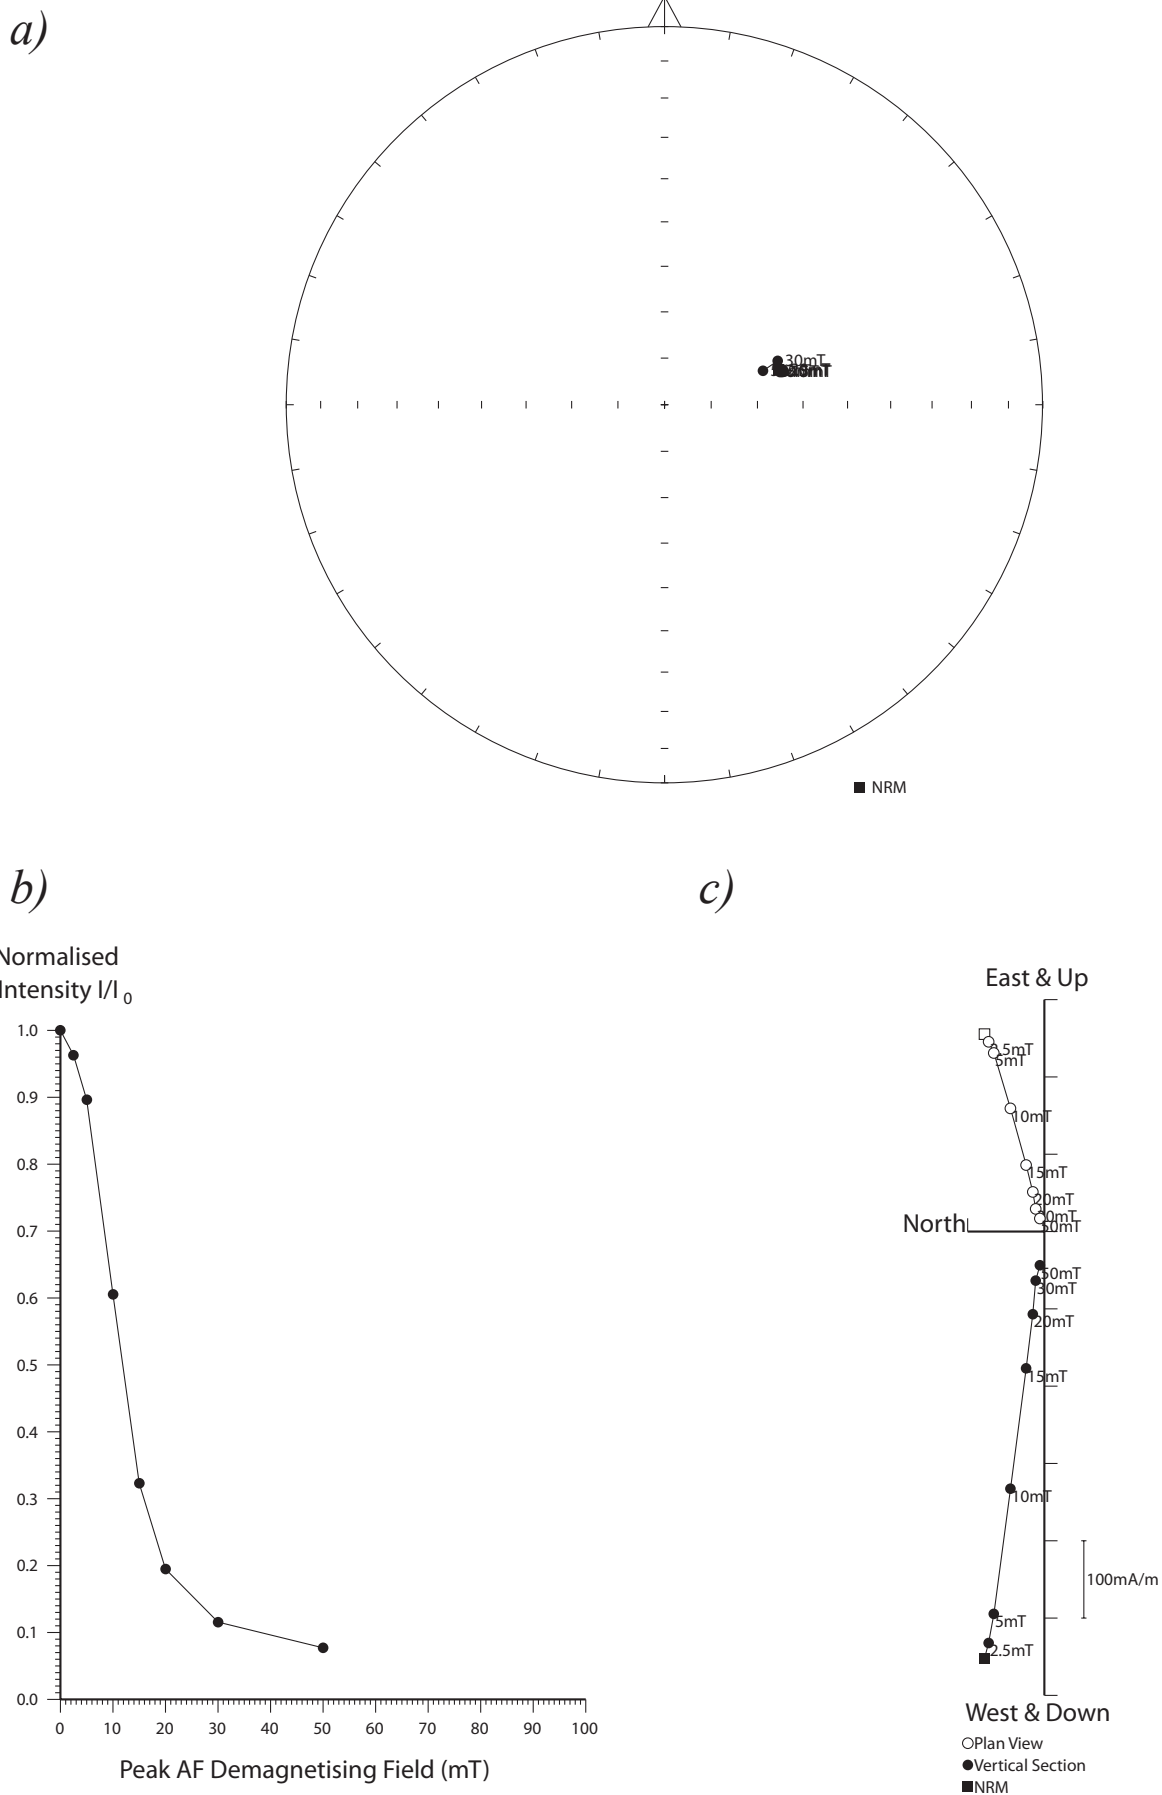 a)
30mT
NRM
b)
c)
Normalised
Intensity I/I 0
1.0
0.9
0.8
0.7
0.6
0.5
0.4
0.3
0.2
0.1
0.0
0 10 20 30 40 50 60 70 80 90 100
Peak AF Demagnetising Field (mT)
East & Up
2.5mT
5mT
10mT
15mT
20mT
30mT
50mT
North
50mT
30mT
20mT
15mT
10mT
100mA/m
5mT
2.5mT
West & Down
Plan View
Vertical Section
NRM